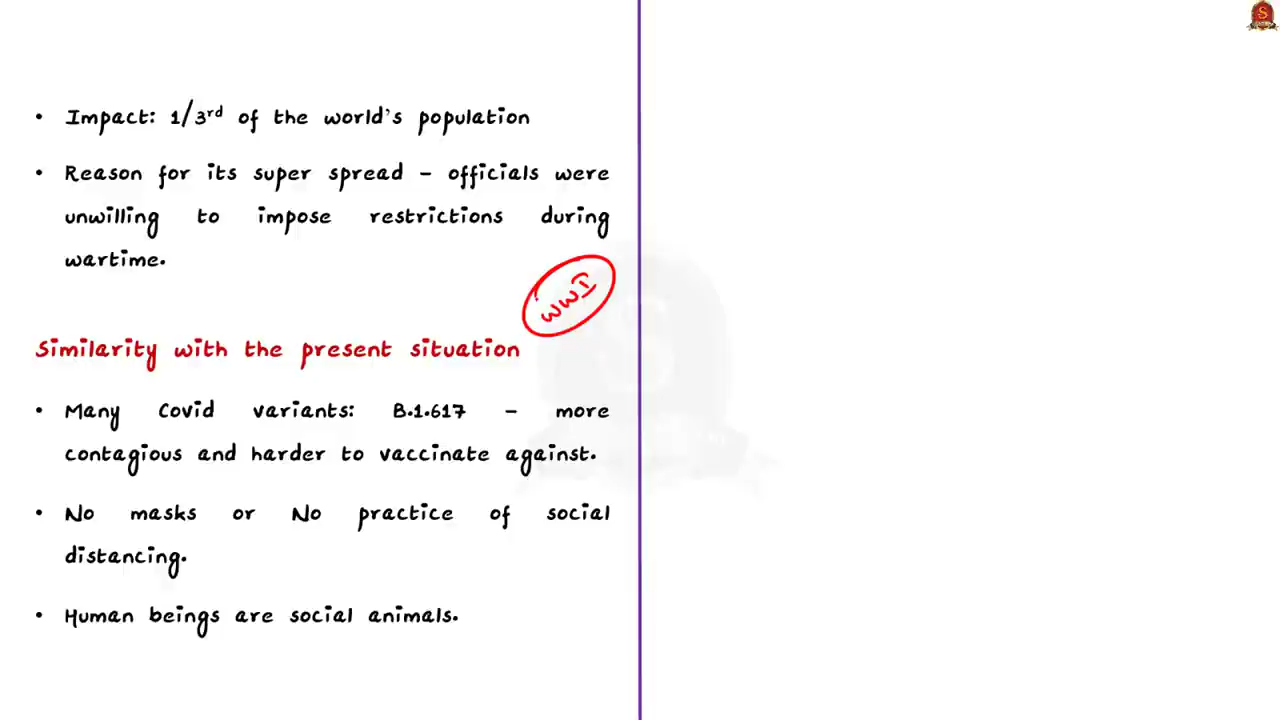 • Impact: 1/3rd of the world's population
• Reason for its super spread – officials were
unwilling to impose restrictions during
wartime.
WWI
Similarity with the present situation
• Many Covid variants: B.1.617 – more
contagious and harder to vaccinate against.
• No masks or No practice of social
distancing.
• Human beings are social animals.